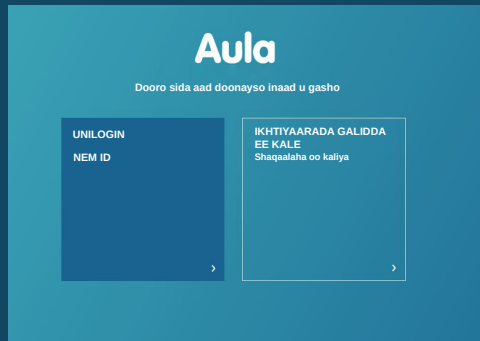 Aula
Dooro sida aad doonayso inaad u gasho
UNILOGIN
NEM ID
IKHTIYAARADA GALIDDA
EE KALE
Shaqaalaha oo kaliya